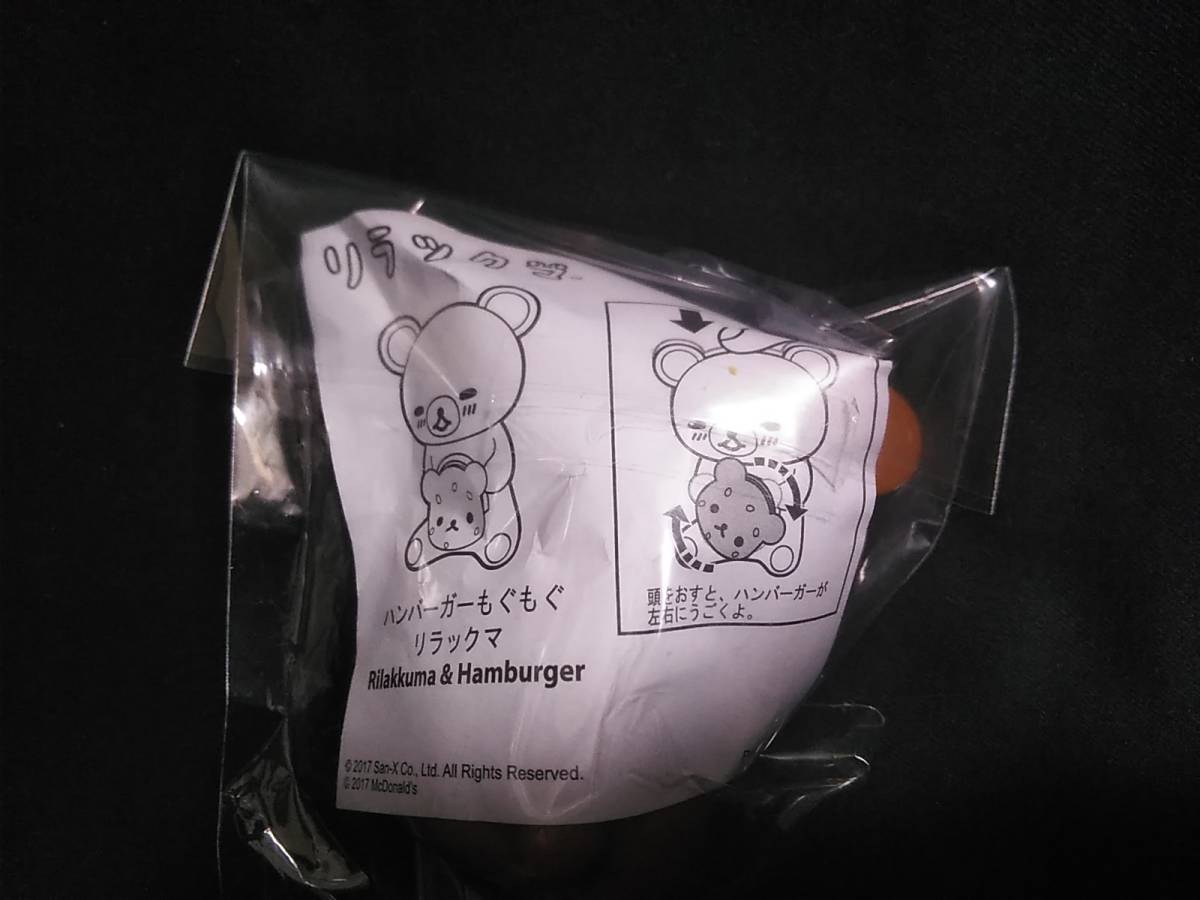 リラックマ
ハンバーガーもぐもぐ
リラックマ
Rilakkuma & Hamburger
頭をおすと、ハンバーガーが
左右にうごくよ。
© 2017 San-X Co., Ltd. All Rights Reserved.
© 2017 McDonald's